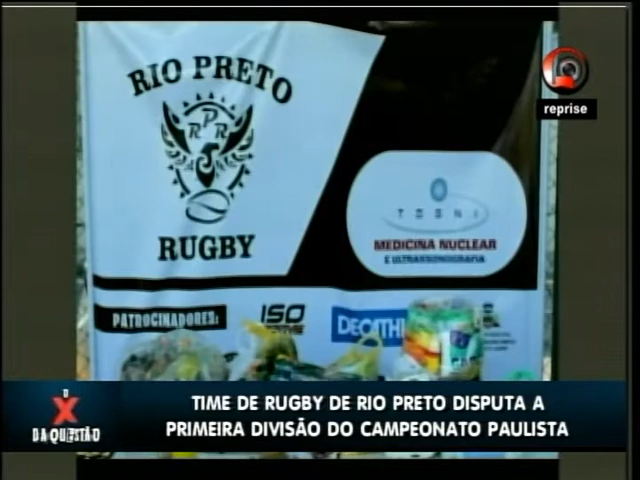 RIO PRETO
RPR
RUGBY
reprise
TOSNI
MEDICINA NUCLEAR
E ULTRASSONOGRAFIA
PATROCINADORES:
ISO
DECATH
O
X
DA QUESTÃO
TIME DE RUGBY DE RIO PRETO DISPUTA A
PRIMEIRA DIVISÃO DO CAMPEONATO PAULISTA